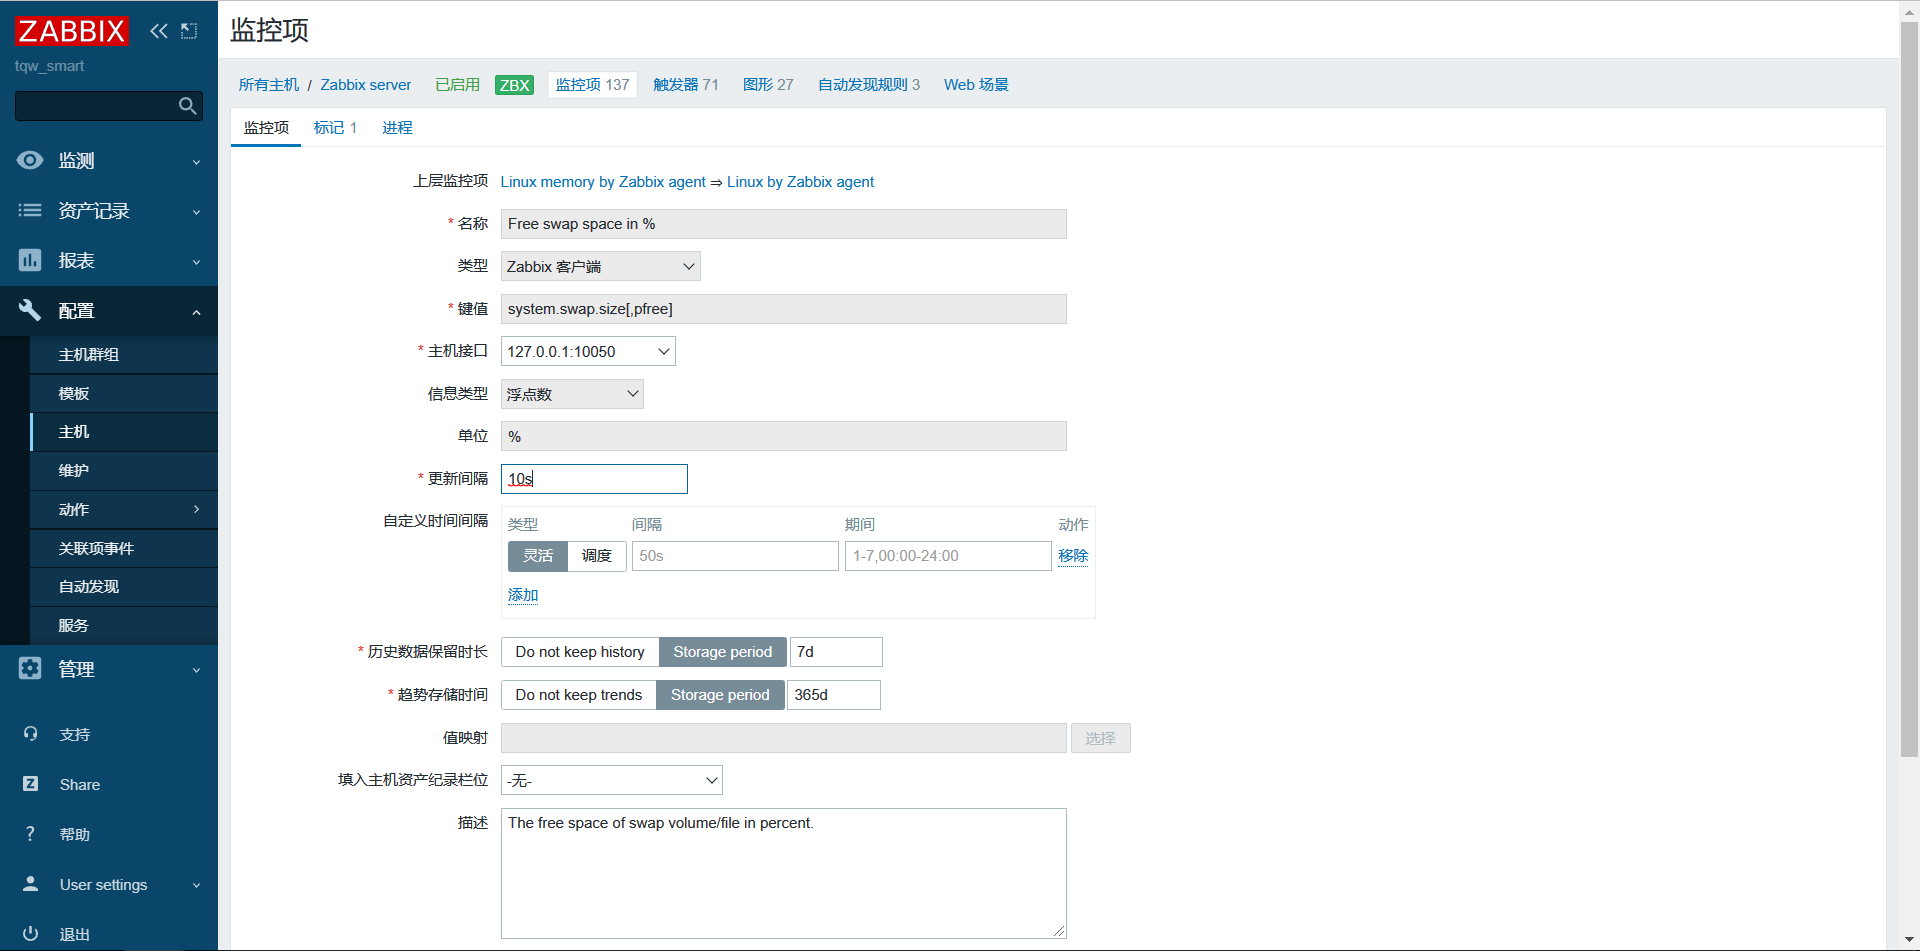 ZABBIX
tqw_smart
监测
资产记录
报表
配置
主机群组
模板
主机
维护
动作
关联项事件
自动发现
服务
管理
支持
Share
帮助
User settings
退出
监控项
所有主机 / Zabbix server 已启用 ZBX 监控项 137 触发器 71 图形 27 自动发现规则 3 Web 场景
监控项 标记 1 进程
上层监控项 Linux memory by Zabbix agent ⇒ Linux by Zabbix agent
* 名称 Free swap space in %
类型 Zabbix 客户端
* 键值 system.swap.size[,pfree]
* 主机接口 127.0.0.1:10050
信息类型 浮点数
单位 %
* 更新间隔 10s
自定义时间间隔 类型 间隔 期间 动作
灵活 调度 50s 1-7,00:00-24:00 移除
添加
* 历史数据保留时长 Do not keep history Storage period 7d
* 趋势存储时间 Do not keep trends Storage period 365d
值映射 选择
填入主机资产纪录栏位 -无-
描述 The free space of swap volume/file in percent.